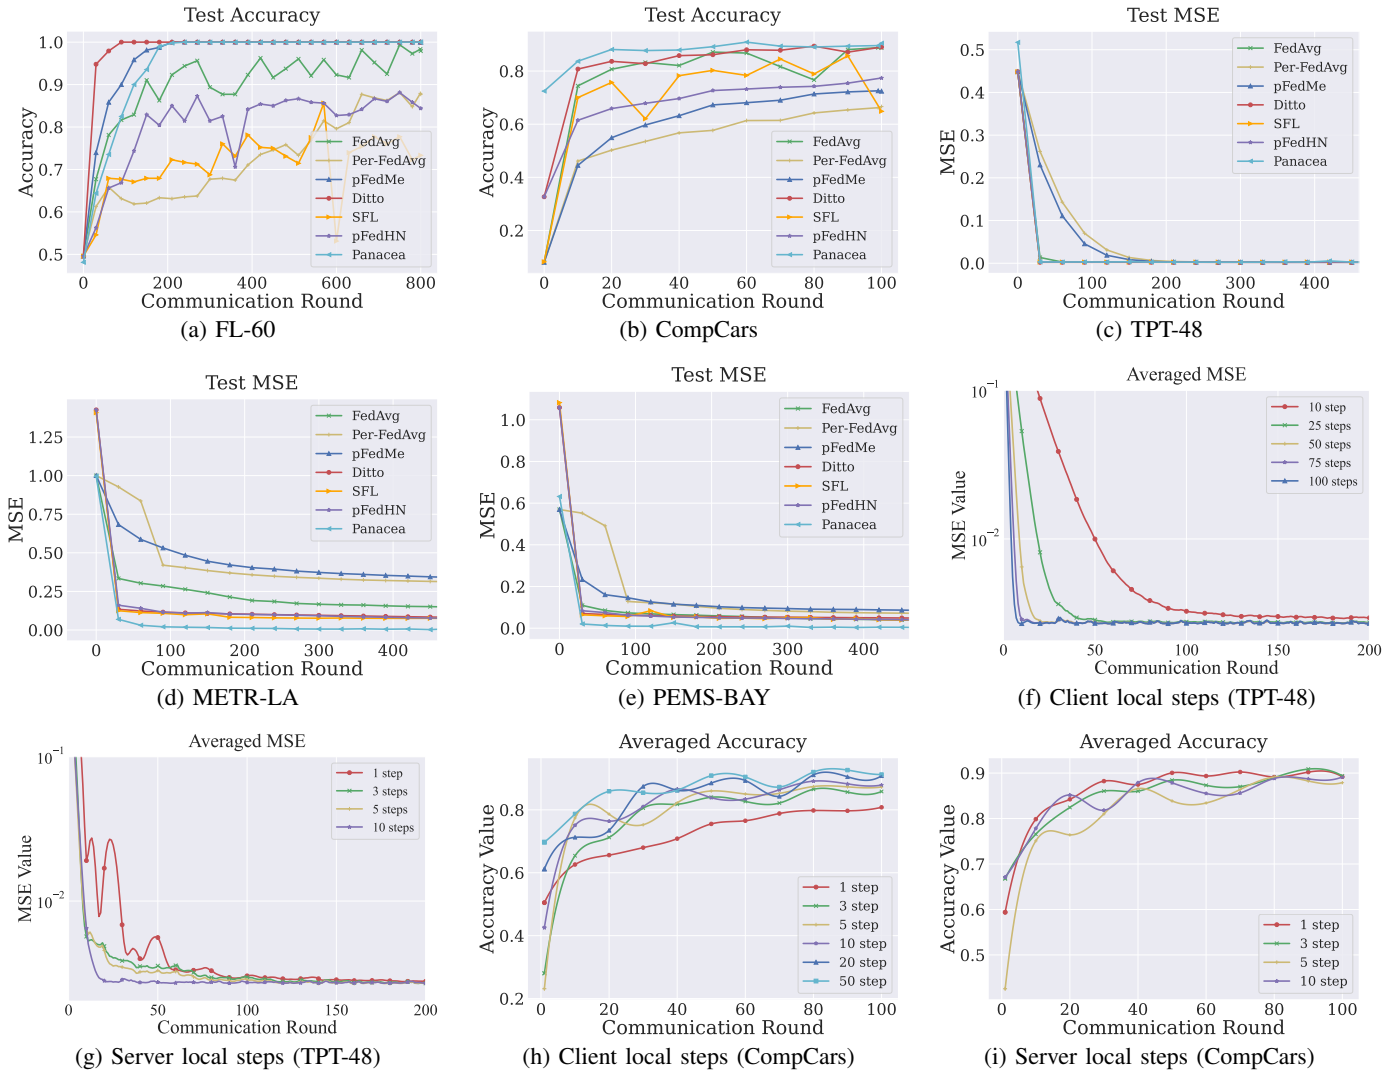 Test Accuracy
Accuracy
1.0
0.9
0.8
0.7
0.6
0.5
0 200 400 600 800
Communication Round
FedAvg
Per-FedAvg
pFedMe
Ditto
SFL
pFedHN
Panacea
(a) FL-60
Test Accuracy
Accuracy
0.8
0.6
0.4
0.2
0 20 40 60 80 100
Communication Round
FedAvg
Per-FedAvg
pFedMe
Ditto
SFL
pFedHN
Panacea
(b) CompCars
Test MSE
MSE
0.5
0.4
0.3
0.2
0.1
0.0
0 100 200 300 400
Communication Round
FedAvg
Per-FedAvg
pFedMe
Ditto
SFL
pFedHN
Panacea
(c) TPT-48
Test MSE
MSE
1.25
1.00
0.75
0.50
0.25
0.00
0 100 200 300 400
Communication Round
FedAvg
Per-FedAvg
pFedMe
Ditto
SFL
pFedHN
Panacea
(d) METR-LA
Test MSE
MSE
1.0
0.8
0.6
0.4
0.2
0.0
0 100 200 300 400
Communication Round
FedAvg
Per-FedAvg
pFedMe
Ditto
SFL
pFedHN
Panacea
(e) PEMS-BAY
Averaged MSE
MSE Value
10⁻¹
10⁻²
0 50 100 150 200
Communication Round
10 step
25 steps
50 steps
75 steps
100 steps
(f) Client local steps (TPT-48)
Averaged MSE
MSE Value
10⁻¹
10⁻²
0 50 100 150 200
Communication Round
1 step
3 steps
5 steps
10 steps
(g) Server local steps (TPT-48)
Averaged Accuracy
Accuracy Value
0.8
0.6
0.4
0.2
0 20 40 60 80 100
Communication Round
1 step
3 step
5 step
10 step
20 step
50 step
(h) Client local steps (CompCars)
Averaged Accuracy
Accuracy Value
0.9
0.8
0.7
0.6
0.5
0 20 40 60 80 100
Communication Round
1 step
3 step
5 step
10 step
(i) Server local steps (CompCars)